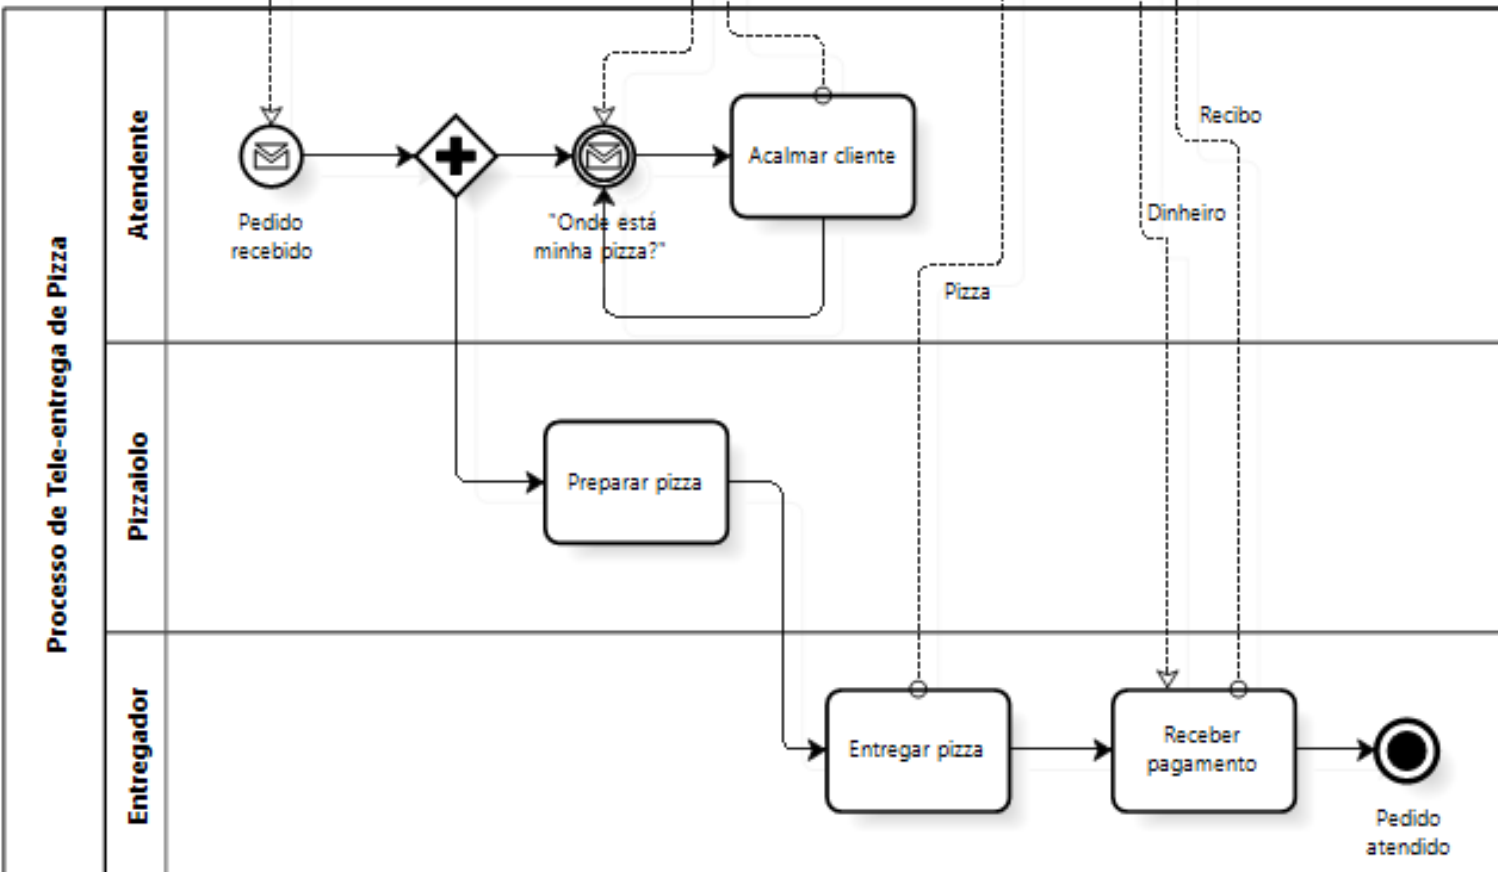 Processo de Tele-entrega de Pizza
Atendente
Pedido
recebido
"Onde está
minha pizza?"
Acalmar cliente
Pizza
Dinheiro
Recibo
Pizzaiolo
Preparar pizza
Entregador
Entregar pizza
Receber
pagamento
Pedido
atendido